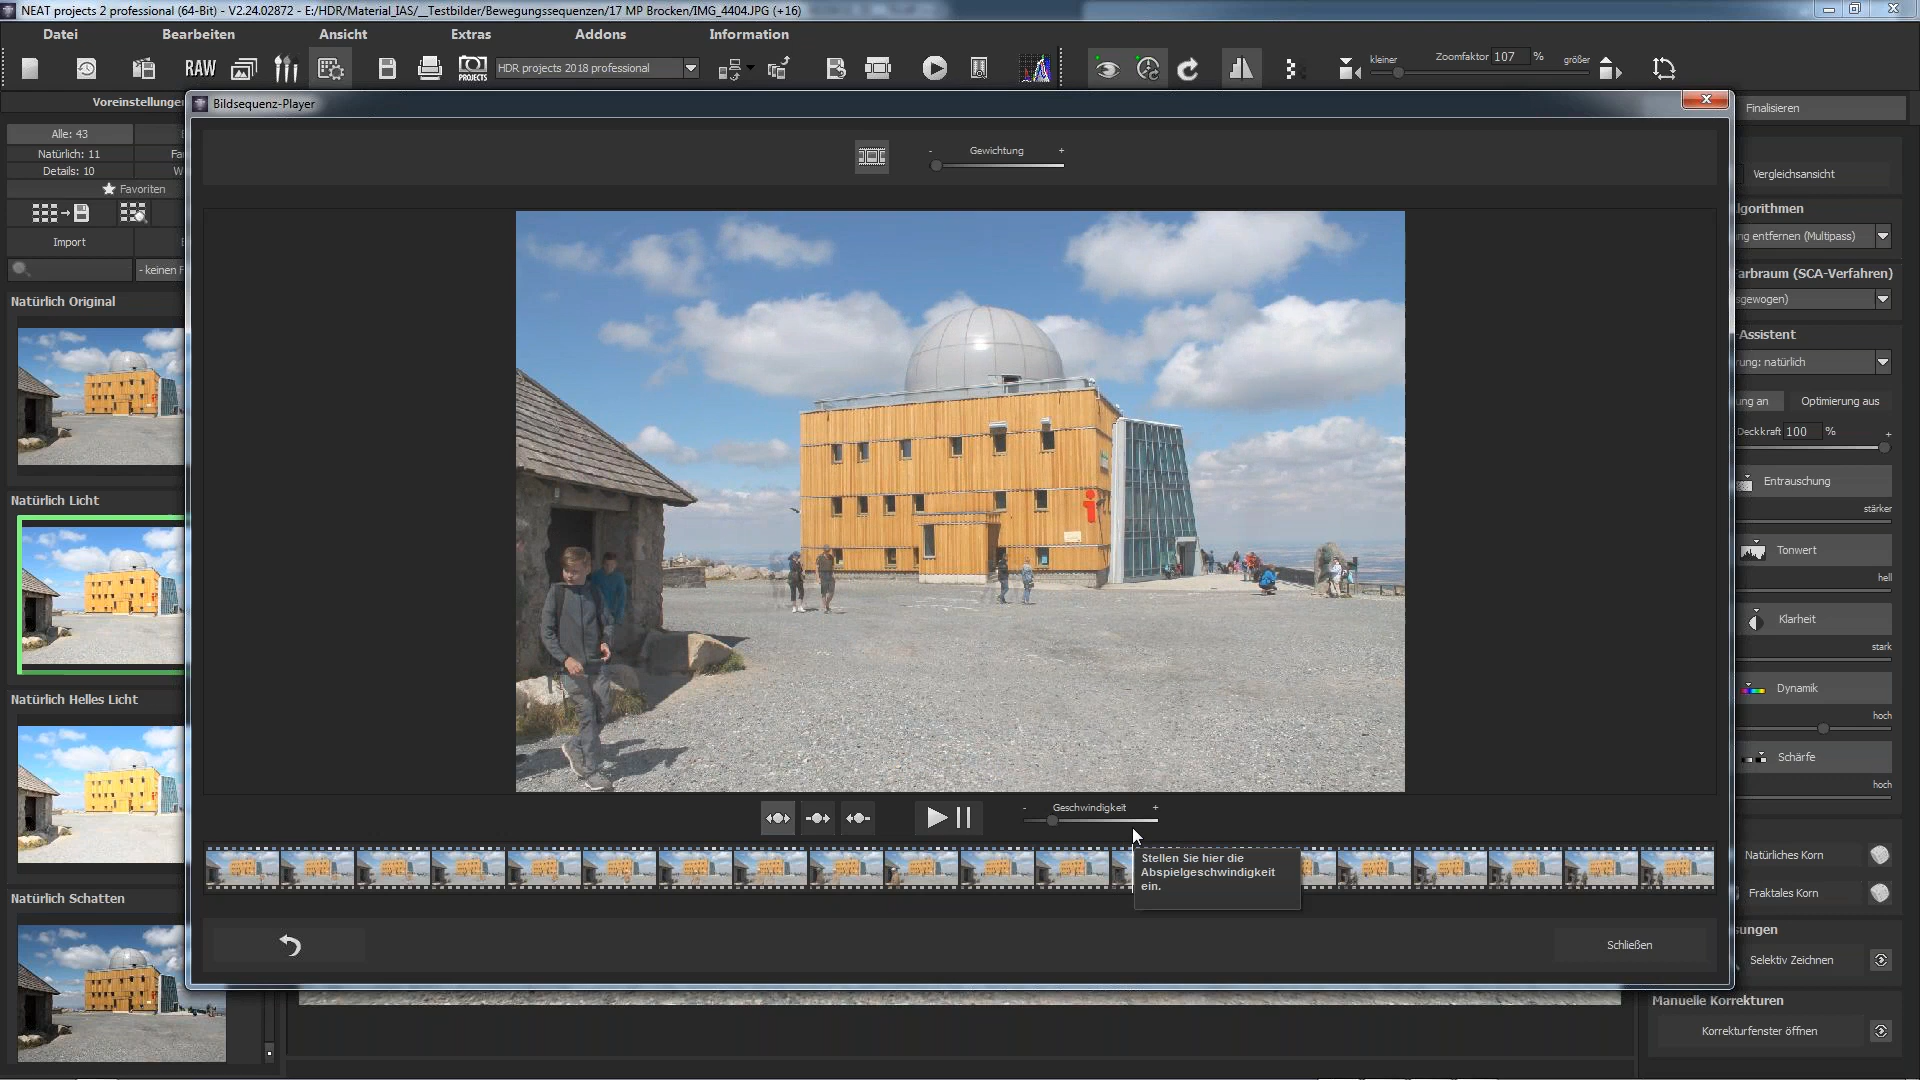 NEAT projects 2 professional (64-Bit) - V2.24.02872 - E:/HDR/Material_IAS/__Testbilder/Bewegungssequenzen/17 MP Brocken/IMG_4404.JPG (+16)
Datei Bearbeiten Ansicht Extras Addons Information
RAW PROJECTS HDR projects 2018 professional kleiner Zoomfaktor 107 % größer
Voreinstellunger
Bildsequenz-Player
Finalisieren
Alle: 43
Natürlich: 11 Fa
Details: 10 W
Favoriten
Import
- keinen F
- Gewichtung +
Vergleichsansicht
lgorithmen
ng entfernen (Multipass)
arbraum (SCA-Verfahren)
sgewogen)
-Assistent
rung: natürlich
ung an Optimierung aus
Deckkraft 100 %
+
Entrauschung
stärker
Tonwert
hell
Klarheit
stark
Dynamik
hoch
Schärfe
hoch
Natürliches Korn
Fraktales Korn
sungen
Selektiv Zeichnen
Manuelle Korrekturen
Korrekturfenster öffnen
Natürlich Original
Natürlich Licht
Natürlich Helles Licht
Natürlich Schatten
i
- Geschwindigkeit +
Stellen Sie hier die
Abspielgeschwindigkeit
ein.
Schließen